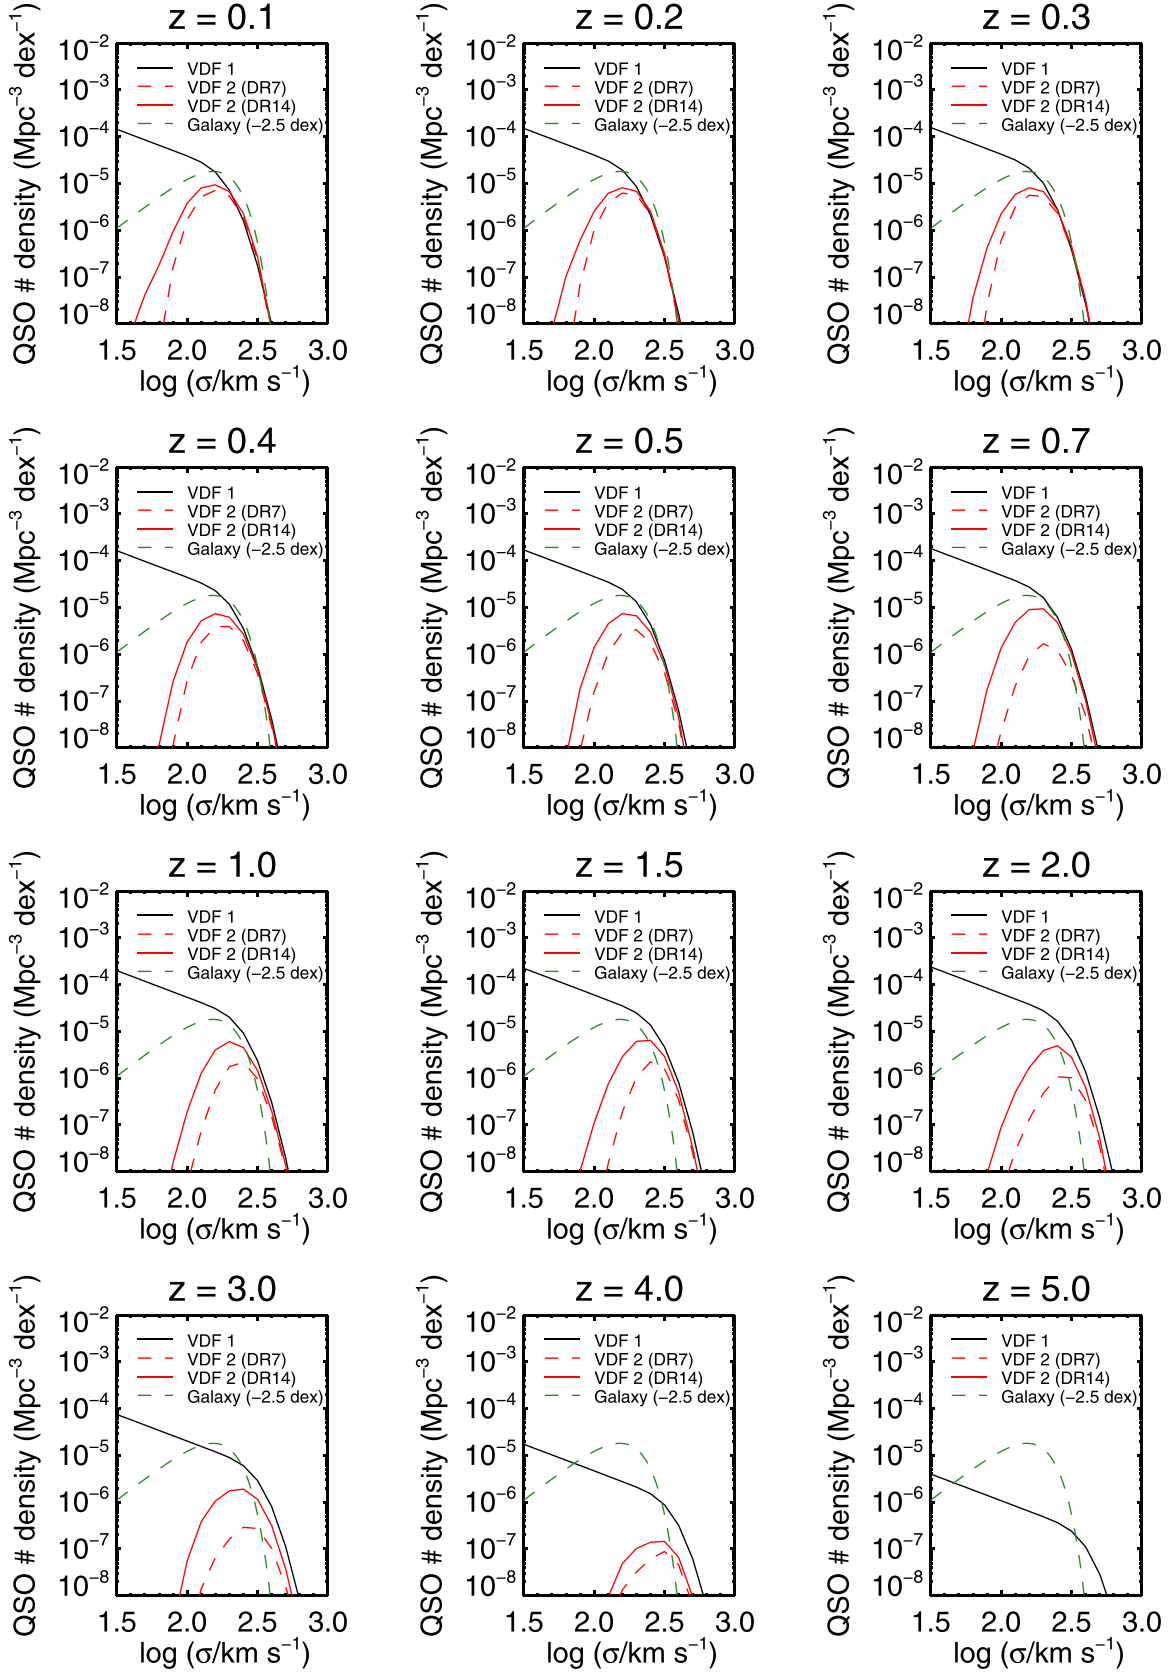 z = 0.1
QSO # density (Mpc⁻³ dex⁻¹)
10⁻²
10⁻³
10⁻⁴
10⁻⁵
10⁻⁶
10⁻⁷
10⁻⁸
VDF 1
VDF 2 (DR7)
VDF 2 (DR14)
Galaxy (−2.5 dex)
1.5 2.0 2.5 3.0
log (σ/km s⁻¹)
z = 0.2
QSO # density (Mpc⁻³ dex⁻¹)
10⁻²
10⁻³
10⁻⁴
10⁻⁵
10⁻⁶
10⁻⁷
10⁻⁸
VDF 1
VDF 2 (DR7)
VDF 2 (DR14)
Galaxy (−2.5 dex)
1.5 2.0 2.5 3.0
log (σ/km s⁻¹)
z = 0.3
QSO # density (Mpc⁻³ dex⁻¹)
10⁻²
10⁻³
10⁻⁴
10⁻⁵
10⁻⁶
10⁻⁷
10⁻⁸
VDF 1
VDF 2 (DR7)
VDF 2 (DR14)
Galaxy (−2.5 dex)
1.5 2.0 2.5 3.0
log (σ/km s⁻¹)
z = 0.4
QSO # density (Mpc⁻³ dex⁻¹)
10⁻²
10⁻³
10⁻⁴
10⁻⁵
10⁻⁶
10⁻⁷
10⁻⁸
VDF 1
VDF 2 (DR7)
VDF 2 (DR14)
Galaxy (−2.5 dex)
1.5 2.0 2.5 3.0
log (σ/km s⁻¹)
z = 0.5
QSO # density (Mpc⁻³ dex⁻¹)
10⁻²
10⁻³
10⁻⁴
10⁻⁵
10⁻⁶
10⁻⁷
10⁻⁸
VDF 1
VDF 2 (DR7)
VDF 2 (DR14)
Galaxy (−2.5 dex)
1.5 2.0 2.5 3.0
log (σ/km s⁻¹)
z = 0.7
QSO # density (Mpc⁻³ dex⁻¹)
10⁻²
10⁻³
10⁻⁴
10⁻⁵
10⁻⁶
10⁻⁷
10⁻⁸
VDF 1
VDF 2 (DR7)
VDF 2 (DR14)
Galaxy (−2.5 dex)
1.5 2.0 2.5 3.0
log (σ/km s⁻¹)
z = 1.0
QSO # density (Mpc⁻³ dex⁻¹)
10⁻²
10⁻³
10⁻⁴
10⁻⁵
10⁻⁶
10⁻⁷
10⁻⁸
VDF 1
VDF 2 (DR7)
VDF 2 (DR14)
Galaxy (−2.5 dex)
1.5 2.0 2.5 3.0
log (σ/km s⁻¹)
z = 1.5
QSO # density (Mpc⁻³ dex⁻¹)
10⁻²
10⁻³
10⁻⁴
10⁻⁵
10⁻⁶
10⁻⁷
10⁻⁸
VDF 1
VDF 2 (DR7)
VDF 2 (DR14)
Galaxy (−2.5 dex)
1.5 2.0 2.5 3.0
log (σ/km s⁻¹)
z = 2.0
QSO # density (Mpc⁻³ dex⁻¹)
10⁻²
10⁻³
10⁻⁴
10⁻⁵
10⁻⁶
10⁻⁷
10⁻⁸
VDF 1
VDF 2 (DR7)
VDF 2 (DR14)
Galaxy (−2.5 dex)
1.5 2.0 2.5 3.0
log (σ/km s⁻¹)
z = 3.0
QSO # density (Mpc⁻³ dex⁻¹)
10⁻²
10⁻³
10⁻⁴
10⁻⁵
10⁻⁶
10⁻⁷
10⁻⁸
VDF 1
VDF 2 (DR7)
VDF 2 (DR14)
Galaxy (−2.5 dex)
1.5 2.0 2.5 3.0
log (σ/km s⁻¹)
z = 4.0
QSO # density (Mpc⁻³ dex⁻¹)
10⁻²
10⁻³
10⁻⁴
10⁻⁵
10⁻⁶
10⁻⁷
10⁻⁸
VDF 1
VDF 2 (DR7)
VDF 2 (DR14)
Galaxy (−2.5 dex)
1.5 2.0 2.5 3.0
log (σ/km s⁻¹)
z = 5.0
QSO # density (Mpc⁻³ dex⁻¹)
10⁻²
10⁻³
10⁻⁴
10⁻⁵
10⁻⁶
10⁻⁷
10⁻⁸
VDF 1
VDF 2 (DR7)
VDF 2 (DR14)
Galaxy (−2.5 dex)
1.5 2.0 2.5 3.0
log (σ/km s⁻¹)